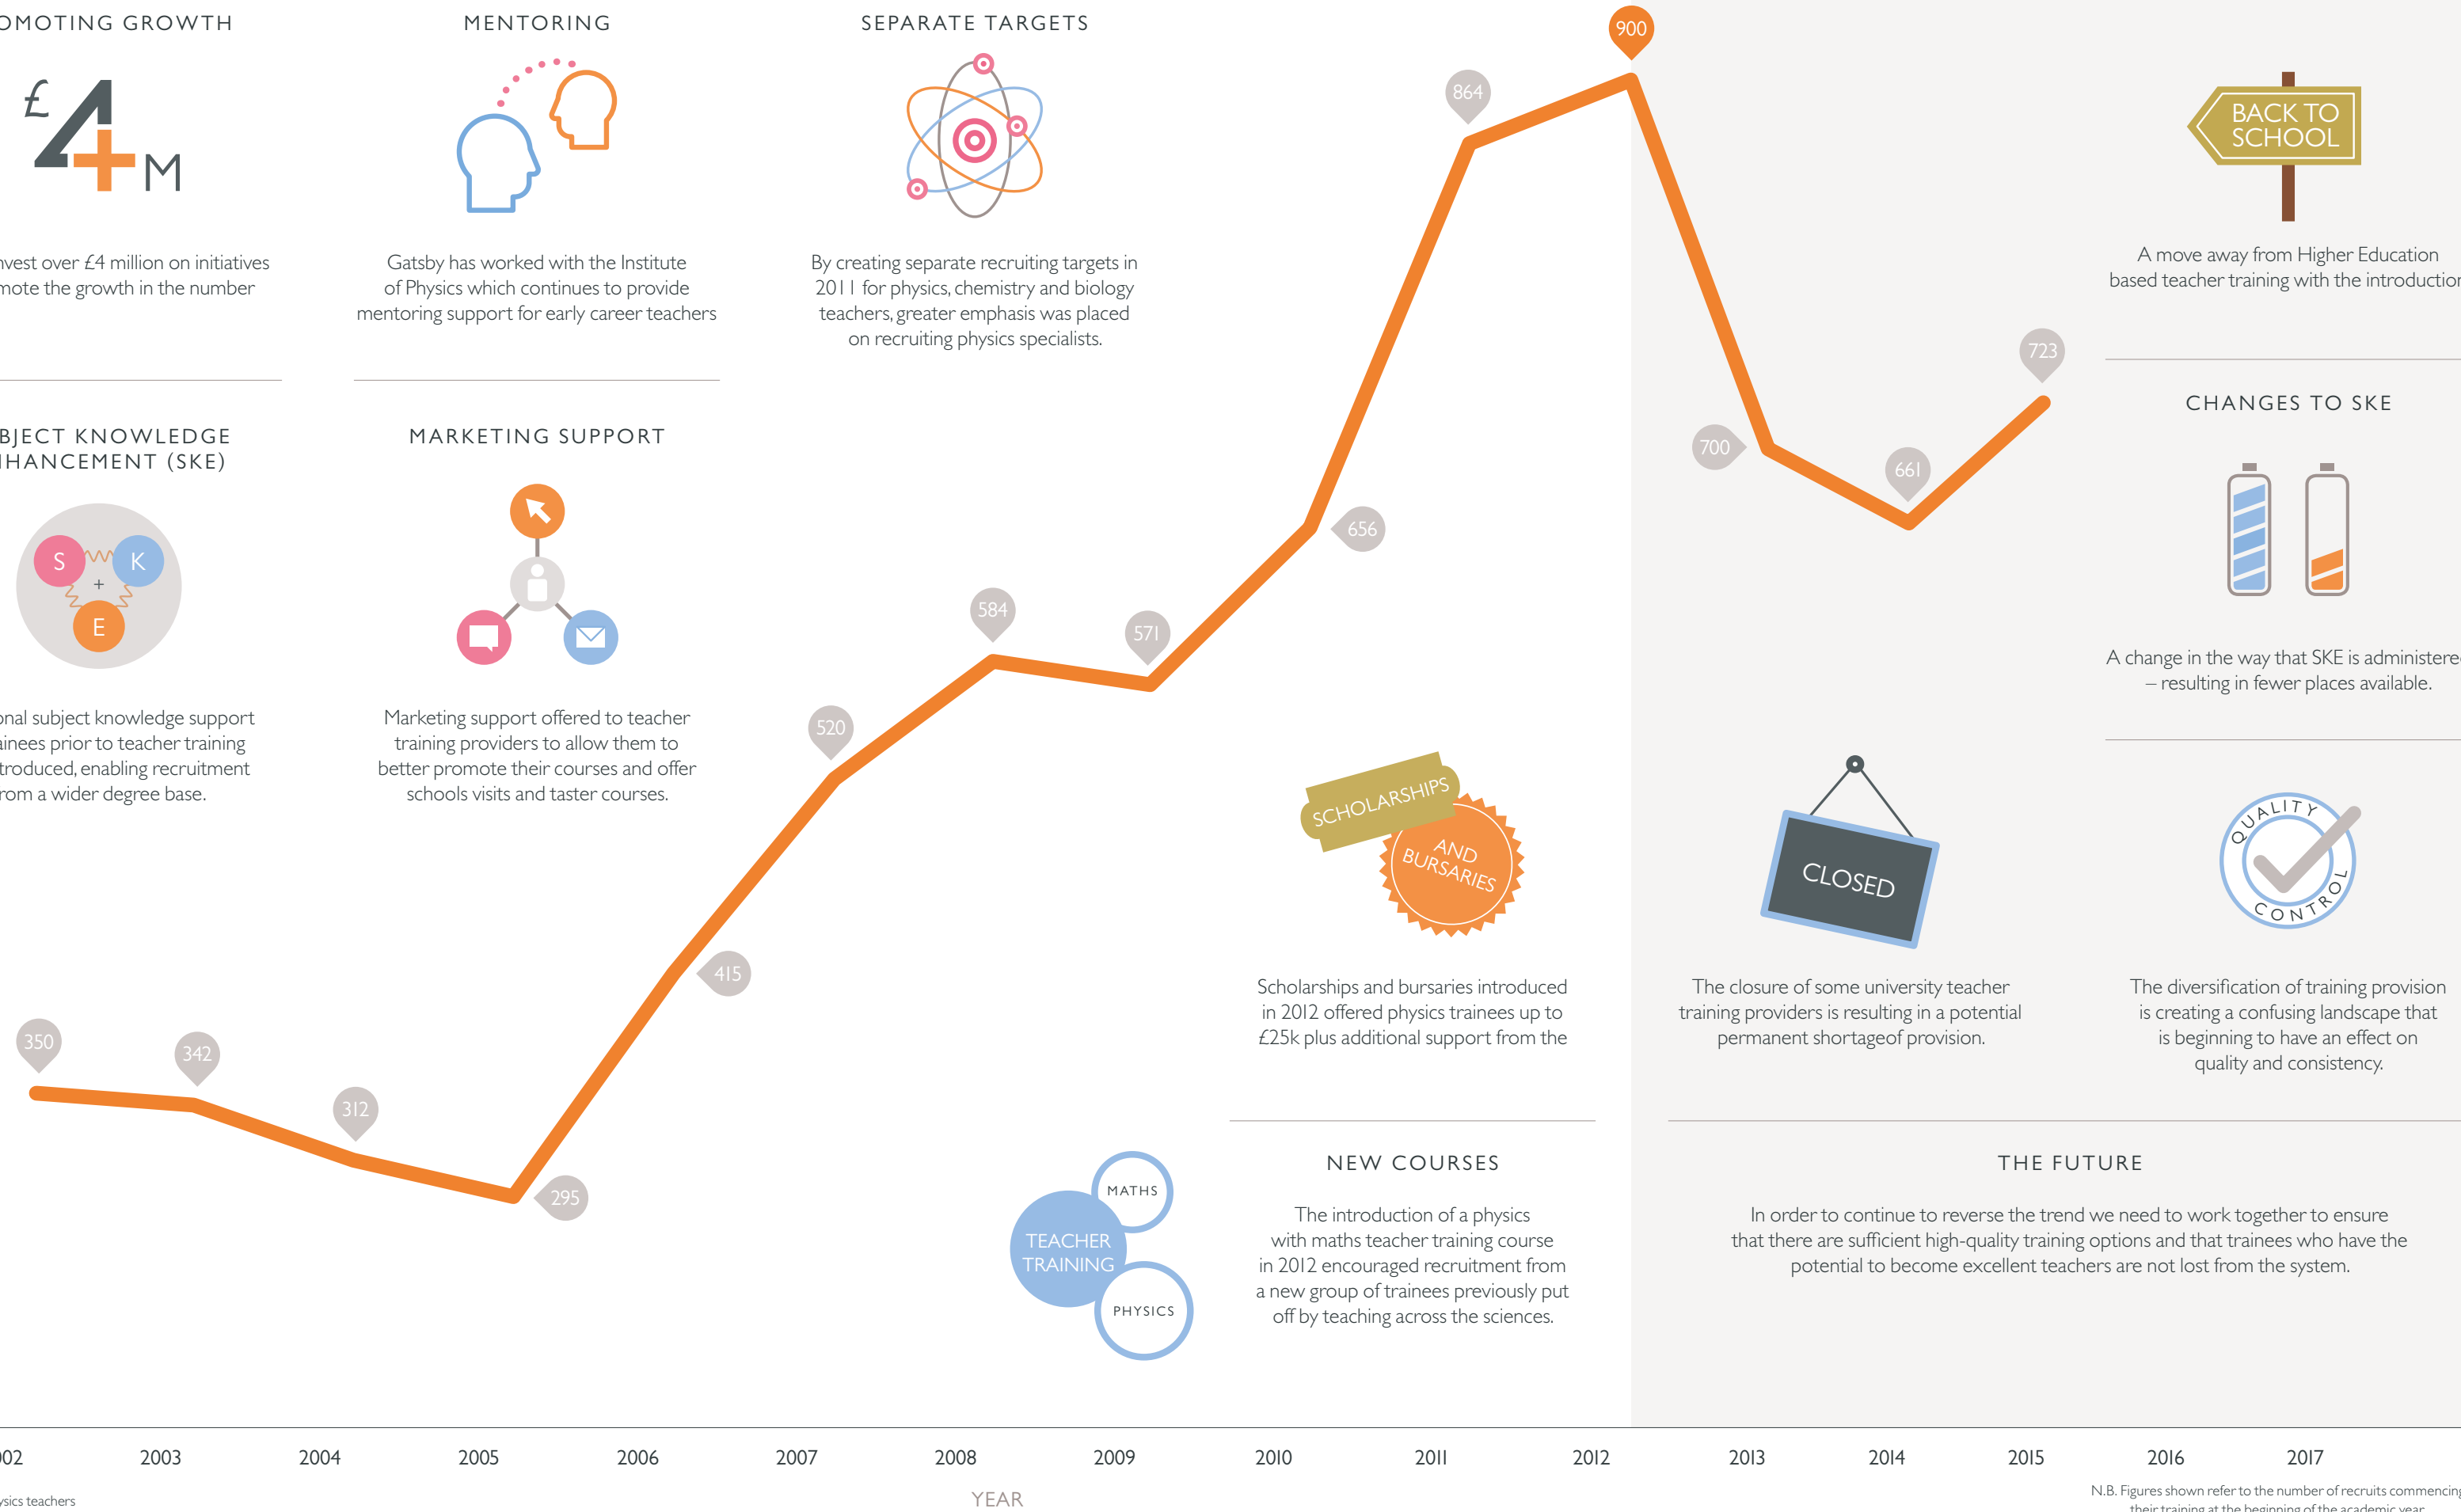 OMOTING GROWTH
£4M
nvest over £4 million on initiatives
mote the growth in the number
BJECT KNOWLEDGE
NHANCEMENT (SKE)
S
K
+
E
onal subject knowledge support
ainees prior to teacher training
troduced, enabling recruitment
rom a wider degree base.
MENTORING
Gatsby has worked with the Institute
of Physics which continues to provide
mentoring support for early career teachers
MARKETING SUPPORT
Marketing support offered to teacher
training providers to allow them to
better promote their courses and offer
schools visits and taster courses.
SEPARATE TARGETS
By creating separate recruiting targets in
2011 for physics, chemistry and biology
teachers, greater emphasis was placed
on recruiting physics specialists.
350
342
312
295
415
520
584
571
656
864
900
700
661
723
SCHOLARSHIPS
AND
BURSARIES
Scholarships and bursaries introduced
in 2012 offered physics trainees up to
£25k plus additional support from the
TEACHER
TRAINING
MATHS
PHYSICS
NEW COURSES
The introduction of a physics
with maths teacher training course
in 2012 encouraged recruitment from
a new group of trainees previously put
off by teaching across the sciences.
BACK TO
SCHOOL
A move away from Higher Education
based teacher training with the introduction
CHANGES TO SKE
A change in the way that SKE is administere
– resulting in fewer places available.
CLOSED
The closure of some university teacher
training providers is resulting in a potential
permanent shortageof provision.
QUALITY
CONTROL
The diversification of training provision
is creating a confusing landscape that
is beginning to have an effect on
quality and consistency.
THE FUTURE
In order to continue to reverse the trend we need to work together to ensure
that there are sufficient high-quality training options and that trainees who have the
potential to become excellent teachers are not lost from the system.
02 2003 2004 2005 2006 2007 2008 2009 2010 2011 2012 2013 2014 2015 2016 2017
YEAR
ysics teachers
N.B. Figures shown refer to the number of recruits commencing
their training at the beginning of the academic year